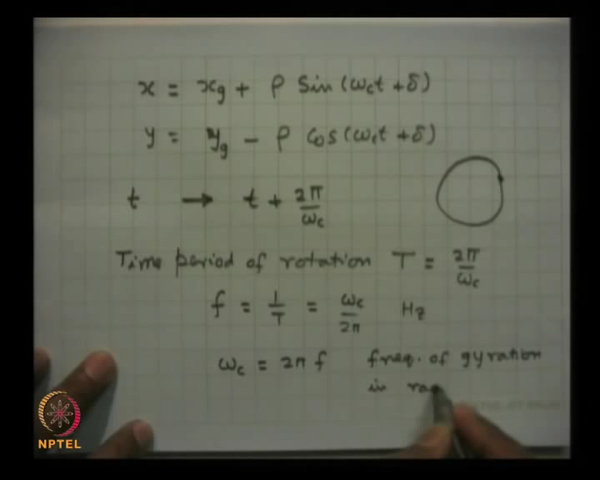 x = xg + ρ Sin (ωct + δ)
y = yg − ρ Cos (ωct + δ)
t → t + 2π/ωc
Time period of rotation T = 2π/ωc
f = 1/T = ωc/2π Hz
ωc = 2π f freq. of gyration
in ra
NPTEL